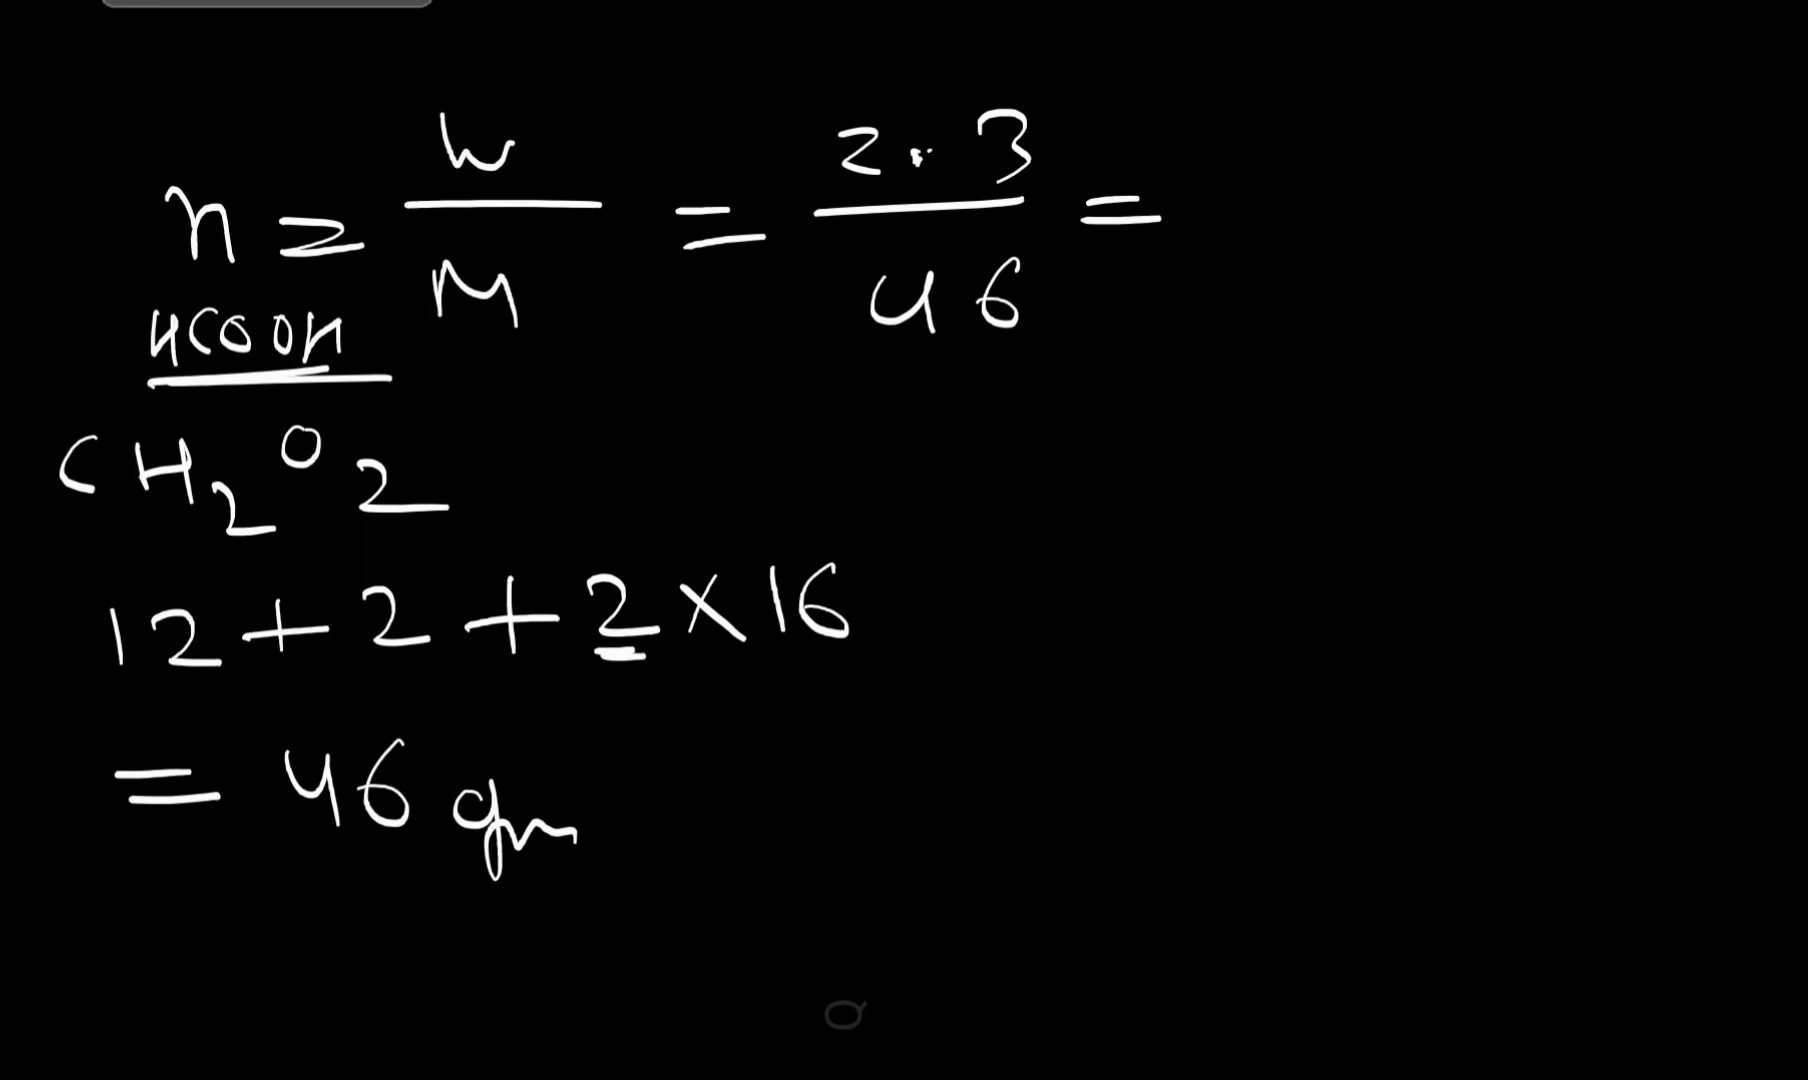 n = W/M = 2.3/46 =
HCOOH
CH₂O₂
12 + 2 + 2 × 16
= 46 gm